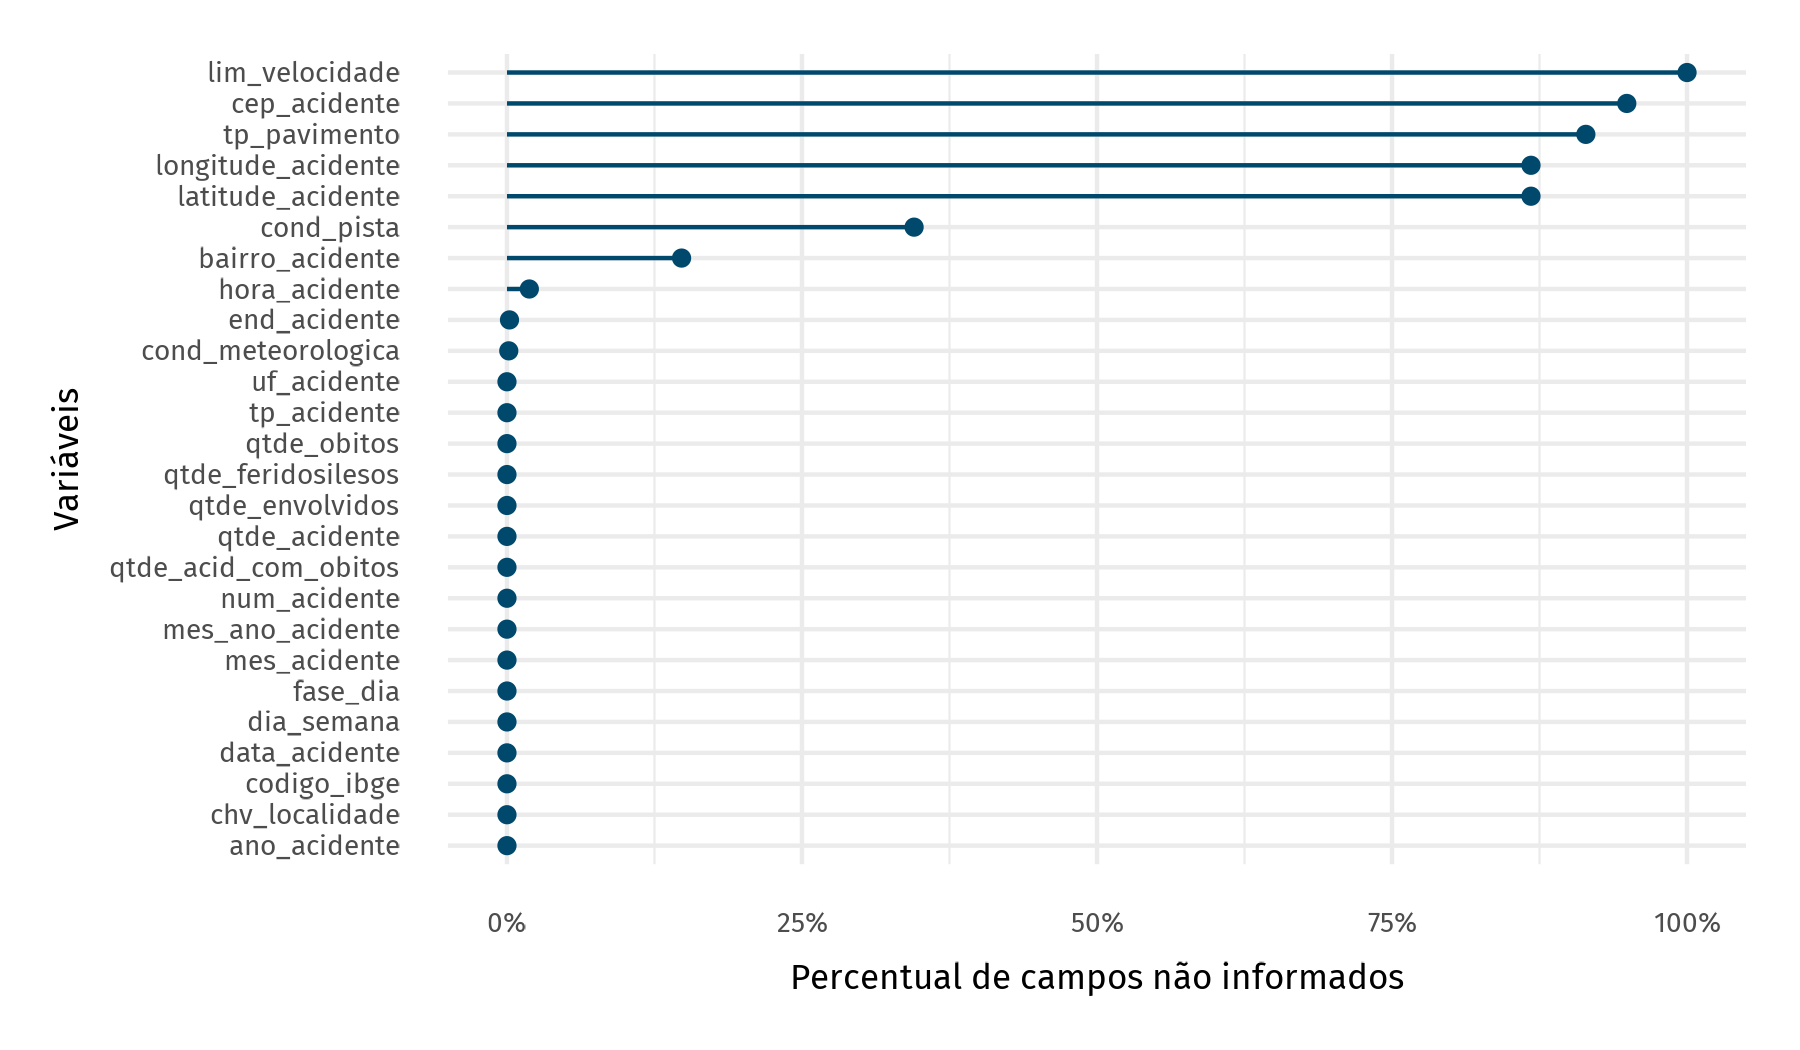 lim_velocidade
cep_acidente
tp_pavimento
longitude_acidente
latitude_acidente
cond_pista
bairro_acidente
hora_acidente
end_acidente
cond_meteorologica
uf_acidente
tp_acidente
qtde_obitos
qtde_feridosilesos
qtde_envolvidos
qtde_acidente
qtde_acid_com_obitos
num_acidente
mes_ano_acidente
mes_acidente
fase_dia
dia_semana
data_acidente
codigo_ibge
chv_localidade
ano_acidente
Variáveis
0% 25% 50% 75% 100%
Percentual de campos não informados